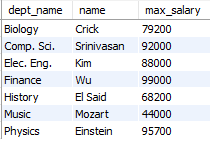 dept_name name max_salary
Biology Crick 79200
Comp. Sci. Srinivasan 92000
Elec. Eng. Kim 88000
Finance Wu 99000
History El Said 68200
Music Mozart 44000
Physics Einstein 95700